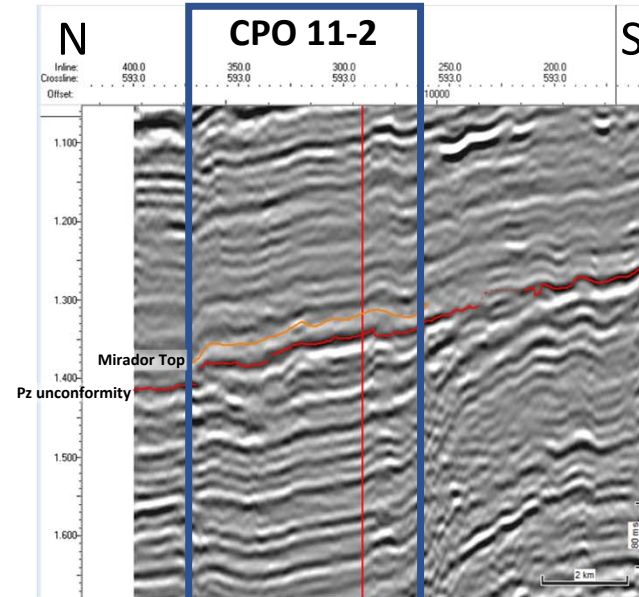 N
CPO 11-2
S
Inline: 400.0 350.0 300.0 250.0 200.0
Crossline: 593.0 593.0 593.0 593.0 593.0
Offset: 10000
1.100
1.200
1.300
Mirador Top
1.400
Pz unconformity
1.500
1.600
80 ms
2 km